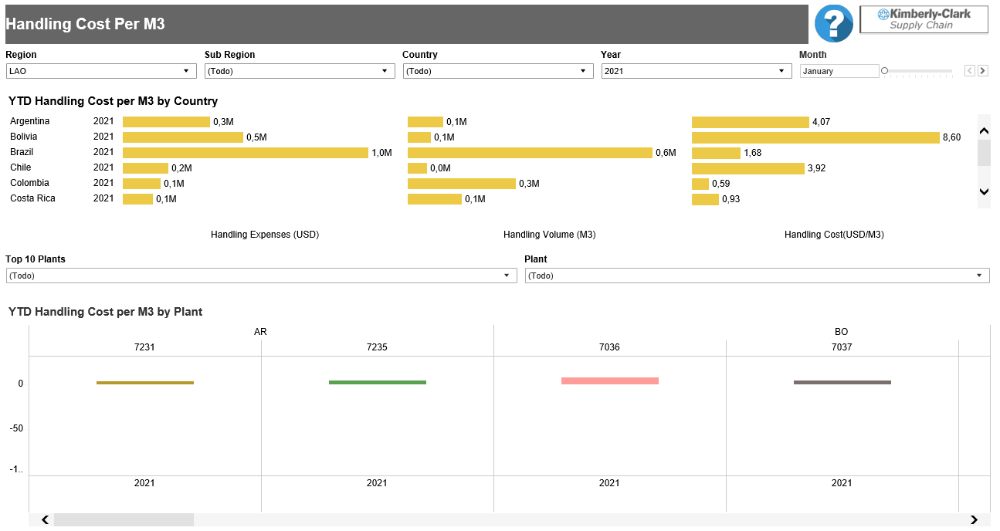 Handling Cost Per M3
?
Kimberly-Clark
Supply Chain
Region Sub Region Country Year Month
LAO (Todo) (Todo) 2021 January
YTD Handling Cost per M3 by Country
Argentina 2021 0,3M 0,1M 4,07
Bolivia 2021 0,5M 0,1M 8,60
Brazil 2021 1,0M 0,6M 1,68
Chile 2021 0,2M 0,0M 3,92
Colombia 2021 0,1M 0,3M 0,59
Costa Rica 2021 0,1M 0,1M 0,93
Handling Expenses (USD) Handling Volume (M3) Handling Cost(USD/M3)
Top 10 Plants Plant
(Todo) (Todo)
YTD Handling Cost per M3 by Plant
AR BO
7231 7235 7036 7037
0
-50
-1..
2021 2021 2021 2021